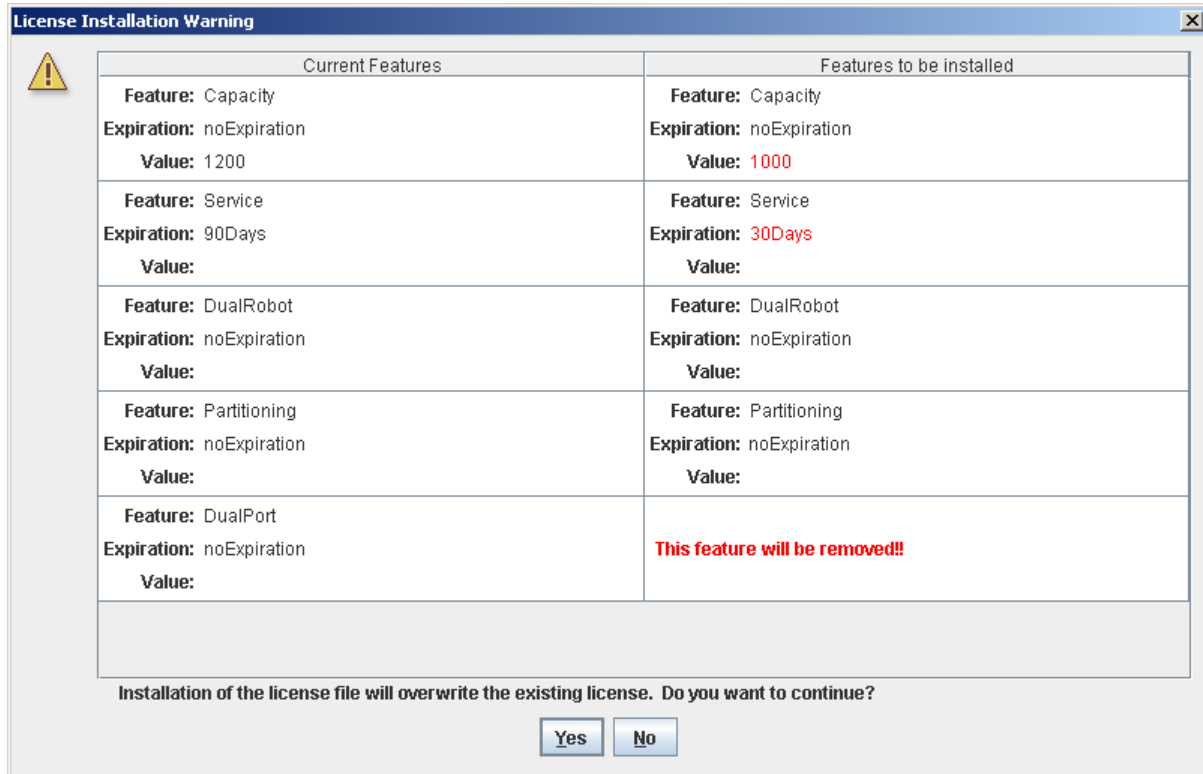 License Installation Warning
Current Features Features to be installed
Feature: Capacity Feature: Capacity
Expiration: noExpiration Expiration: noExpiration
Value: 1200 Value: 1000
Feature: Service Feature: Service
Expiration: 90Days Expiration: 30Days
Value: Value:
Feature: DualRobot Feature: DualRobot
Expiration: noExpiration Expiration: noExpiration
Value: Value:
Feature: Partitioning Feature: Partitioning
Expiration: noExpiration Expiration: noExpiration
Value: Value:
Feature: DualPort
Expiration: noExpiration This feature will be removed!!
Value:
Installation of the license file will overwrite the existing license. Do you want to continue?
Yes No